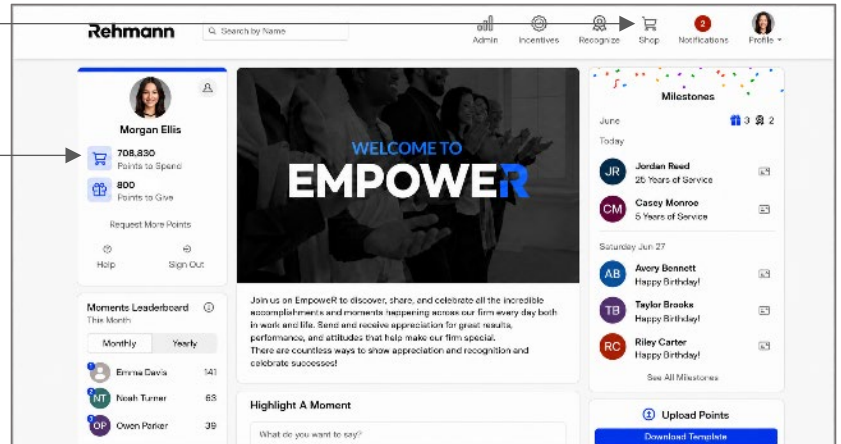 Rehmann
Search by Name
Admin
Incentives
Recognize
Shop
2
Notifications
Profile
Morgan Ellis
708,830
Points to Spend
800
Points to Give
Request More Points
Help
Sign Out
Moments Leaderboard
This Month
Monthly
Yearly
1
Emma Davis 141
2
NT Noah Turner 63
3
OP Owen Parker 39
WELCOME TO
EMPOWER
Join us on EmpoweR to discover, share, and celebrate all the incredible
accomplishments and moments happening across our firm every day both
in work and life. Send and receive appreciation for great results,
performance, and attitudes that help make our firm special.
There are countless ways to show appreciation and recognition and
celebrate successes!
Highlight A Moment
What do you want to say?
Milestones
June 3 2
Today
JR Jordan Reed
25 Years of Service
CM Casey Monroe
5 Years of Service
Saturday Jun 27
AB Avery Bennett
Happy Birthday!
TB Taylor Brooks
Happy Birthday!
RC Riley Carter
Happy Birthday!
See All Milestones
Upload Points
Download Template